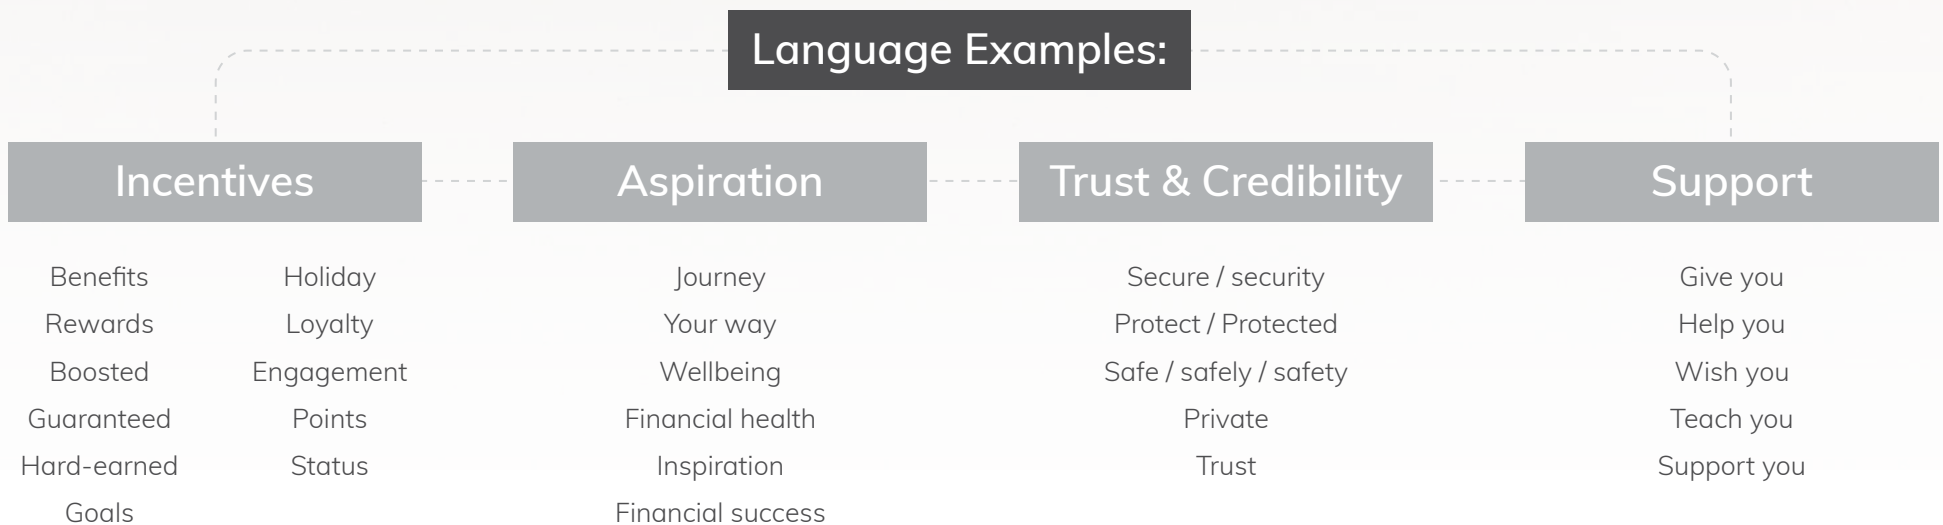 Language Examples:
Incentives
Benefits
Rewards
Boosted
Guaranteed
Hard-earned
Goals
Holiday
Loyalty
Engagement
Points
Status
Aspiration
Journey
Your way
Wellbeing
Financial health
Inspiration
Financial success
Trust & Credibility
Secure / security
Protect / Protected
Safe / safely / safety
Private
Trust
Support
Give you
Help you
Wish you
Teach you
Support you